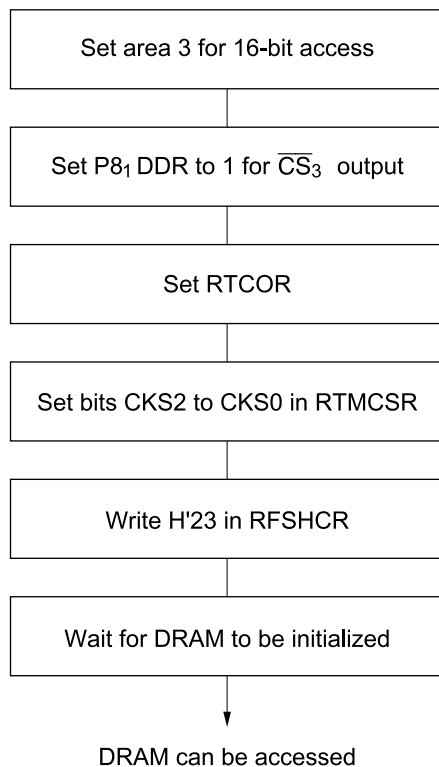 Set area 3 for 16-bit access
Set P8₁ DDR to 1 for C̅S̅₃ output
Set RTCOR
Set bits CKS2 to CKS0 in RTMCSR
Write H'23 in RFSHCR
Wait for DRAM to be initialized
DRAM can be accessed